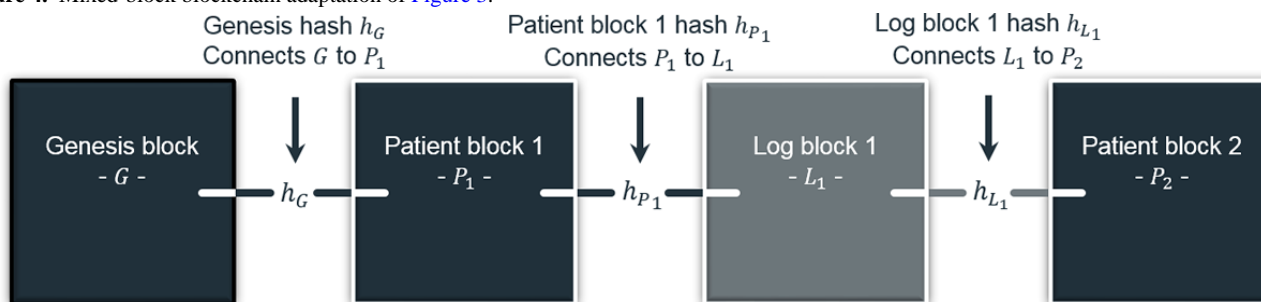 Mixed-block blockchain adaptation of Figure 3.
Genesis hash h_G
Connects G to P_1
Patient block 1 hash h_{P_1}
Connects P_1 to L_1
Log block 1 hash h_{L_1}
Connects L_1 to P_2
Genesis block
- G -
h_G
Patient block 1
- P_1 -
h_{P_1}
Log block 1
- L_1 -
h_{L_1}
Patient block 2
- P_2 -